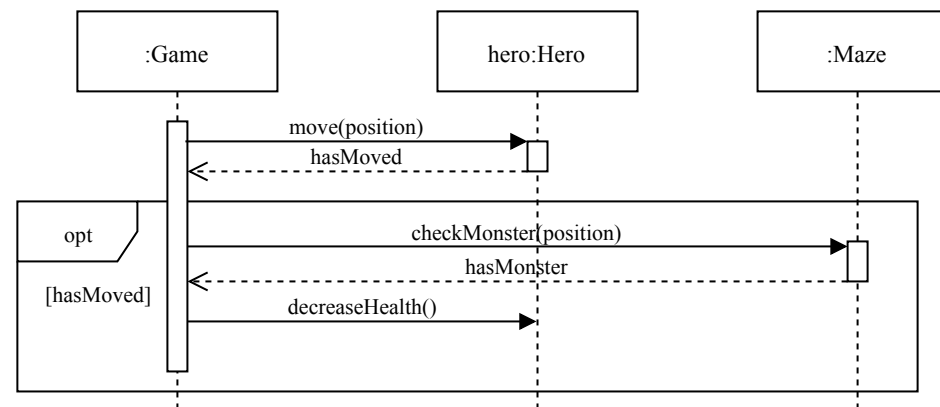 :Game
hero:Hero
:Maze
move(position)
hasMoved
opt
checkMonster(position)
hasMonster
[hasMoved]
decreaseHealth()